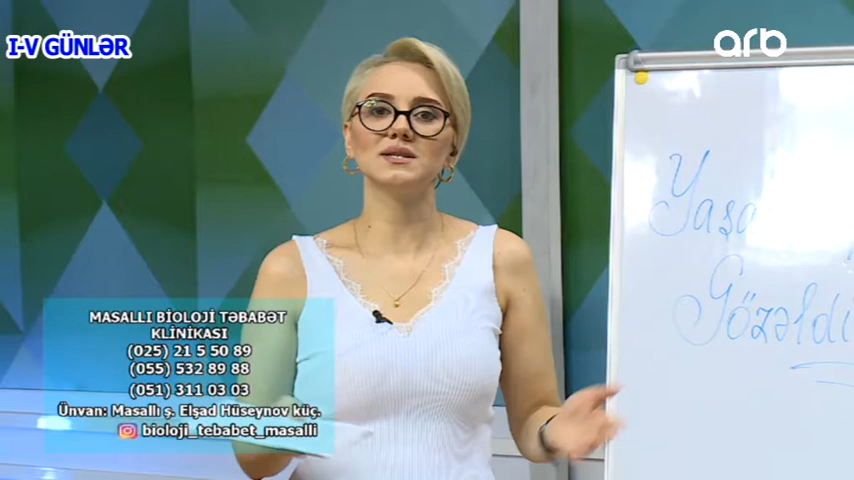 I-V GÜNLƏR
arb
Yaşa
Gözəldi
MASALLI BİOLOJİ TƏBABƏT
KLİNİKASI
(025) 21 5 50 89
(055) 532 89 88
(051) 311 03 03
Ünvan: Masallı ş. Elşad Hüseynov küç.
bioloji_tebabet_masalli